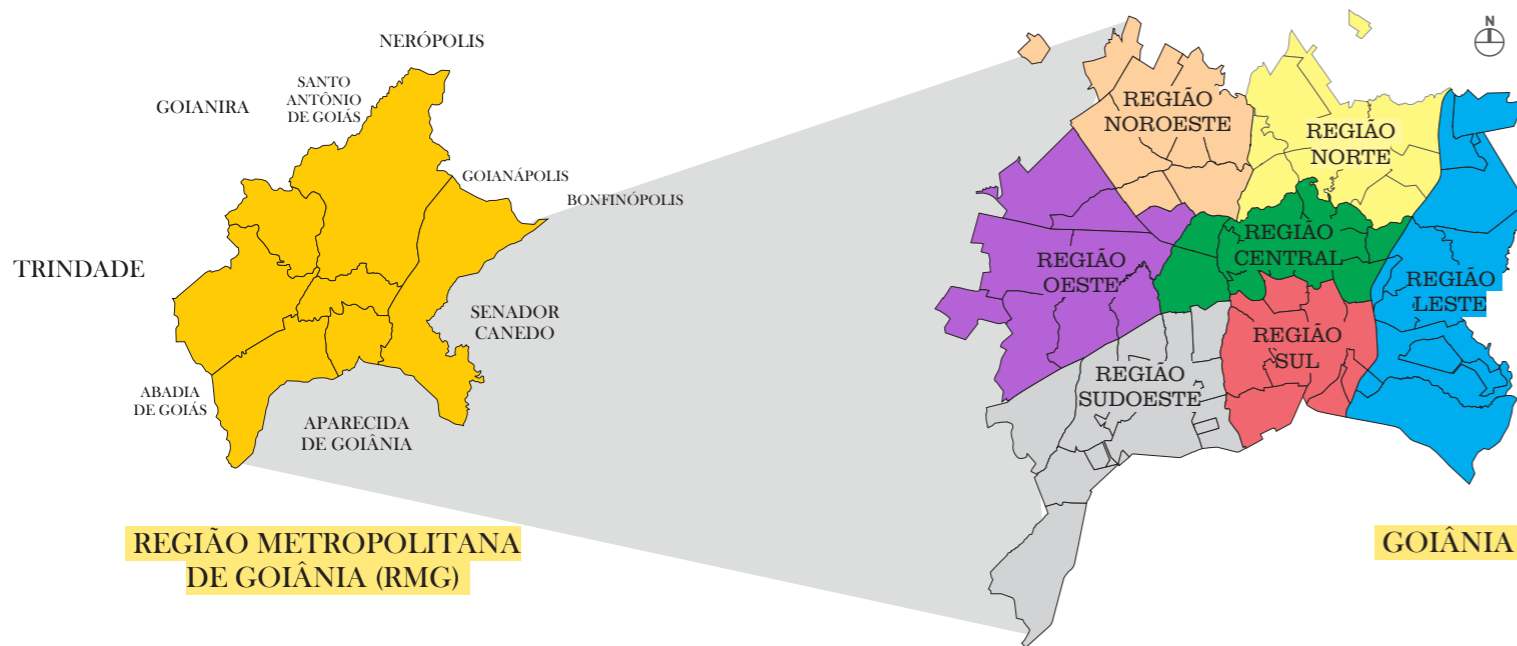 NERÓPOLIS
SANTO
ANTÔNIO
DE GOIÁS
GOIANIRA
GOIANÁPOLIS
BONFINÓPOLIS
TRINDADE
SENADOR
CANEDO
ABADIA
DE GOIÁS
APARECIDA
DE GOIÂNIA
REGIÃO METROPOLITANA
DE GOIÂNIA (RMG)
N
REGIÃO
NOROESTE
REGIÃO
NORTE
REGIÃO
CENTRAL
REGIÃO
OESTE
REGIÃO
LESTE
REGIÃO
SUL
REGIÃO
SUDOESTE
GOIÂNIA